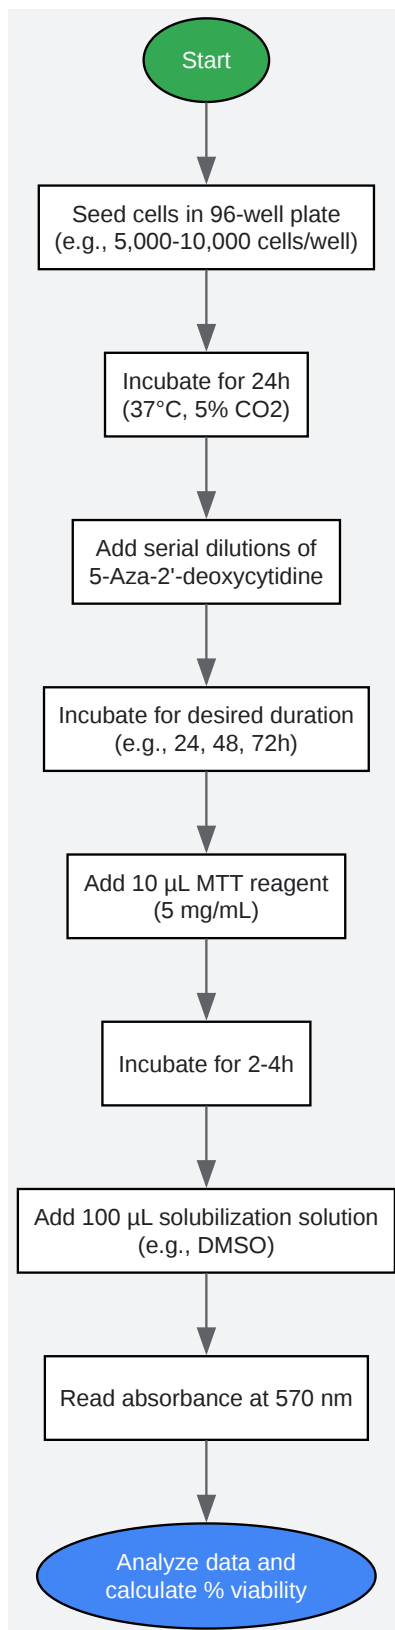 Start
Seed cells in 96-well plate
(e.g., 5,000-10,000 cells/well)
Incubate for 24h
(37°C, 5% CO2)
Add serial dilutions of
5-Aza-2'-deoxycytidine
Incubate for desired duration
(e.g., 24, 48, 72h)
Add 10 µL MTT reagent
(5 mg/mL)
Incubate for 2-4h
Add 100 µL solubilization solution
(e.g., DMSO)
Read absorbance at 570 nm
Analyze data and
calculate % viability